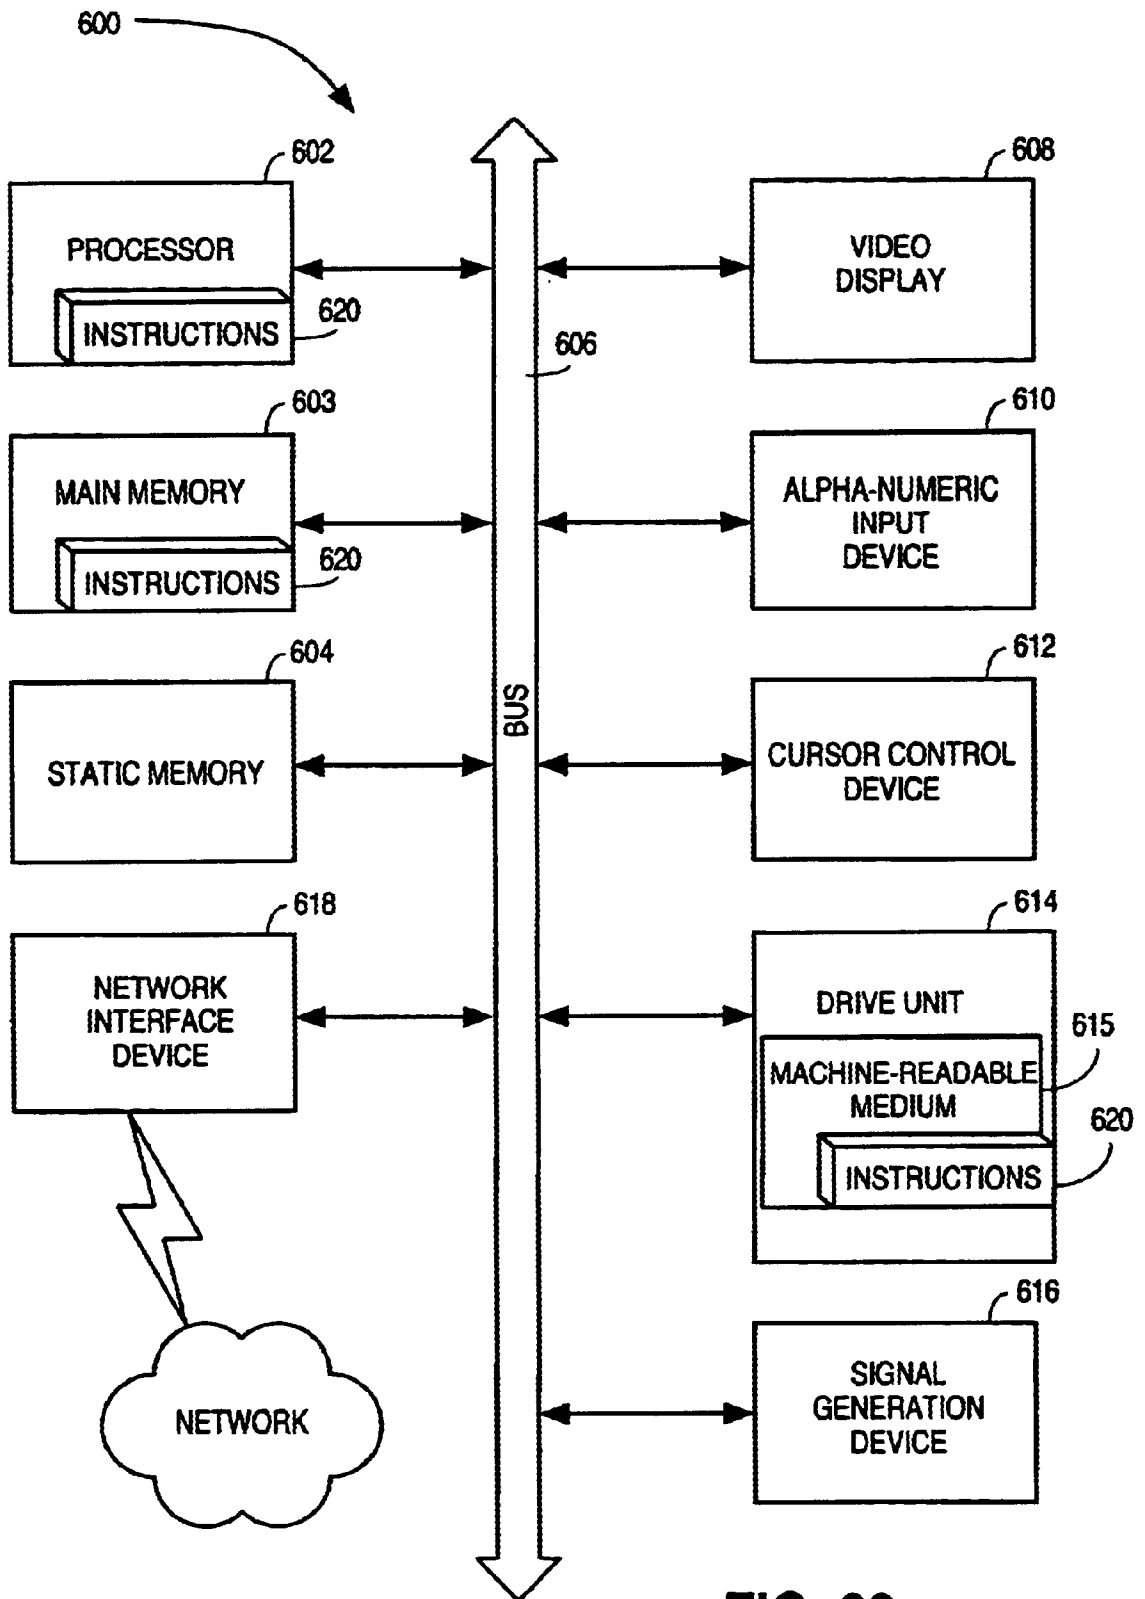 600
602
PROCESSOR
620
INSTRUCTIONS
603
MAIN MEMORY
620
INSTRUCTIONS
604
STATIC MEMORY
618
NETWORK
INTERFACE
DEVICE
NETWORK
606
BUS
608
VIDEO
DISPLAY
610
ALPHA-NUMERIC
INPUT
DEVICE
612
CURSOR CONTROL
DEVICE
614
DRIVE UNIT
615
MACHINE-READABLE
MEDIUM
620
INSTRUCTIONS
616
SIGNAL
GENERATION
DEVICE